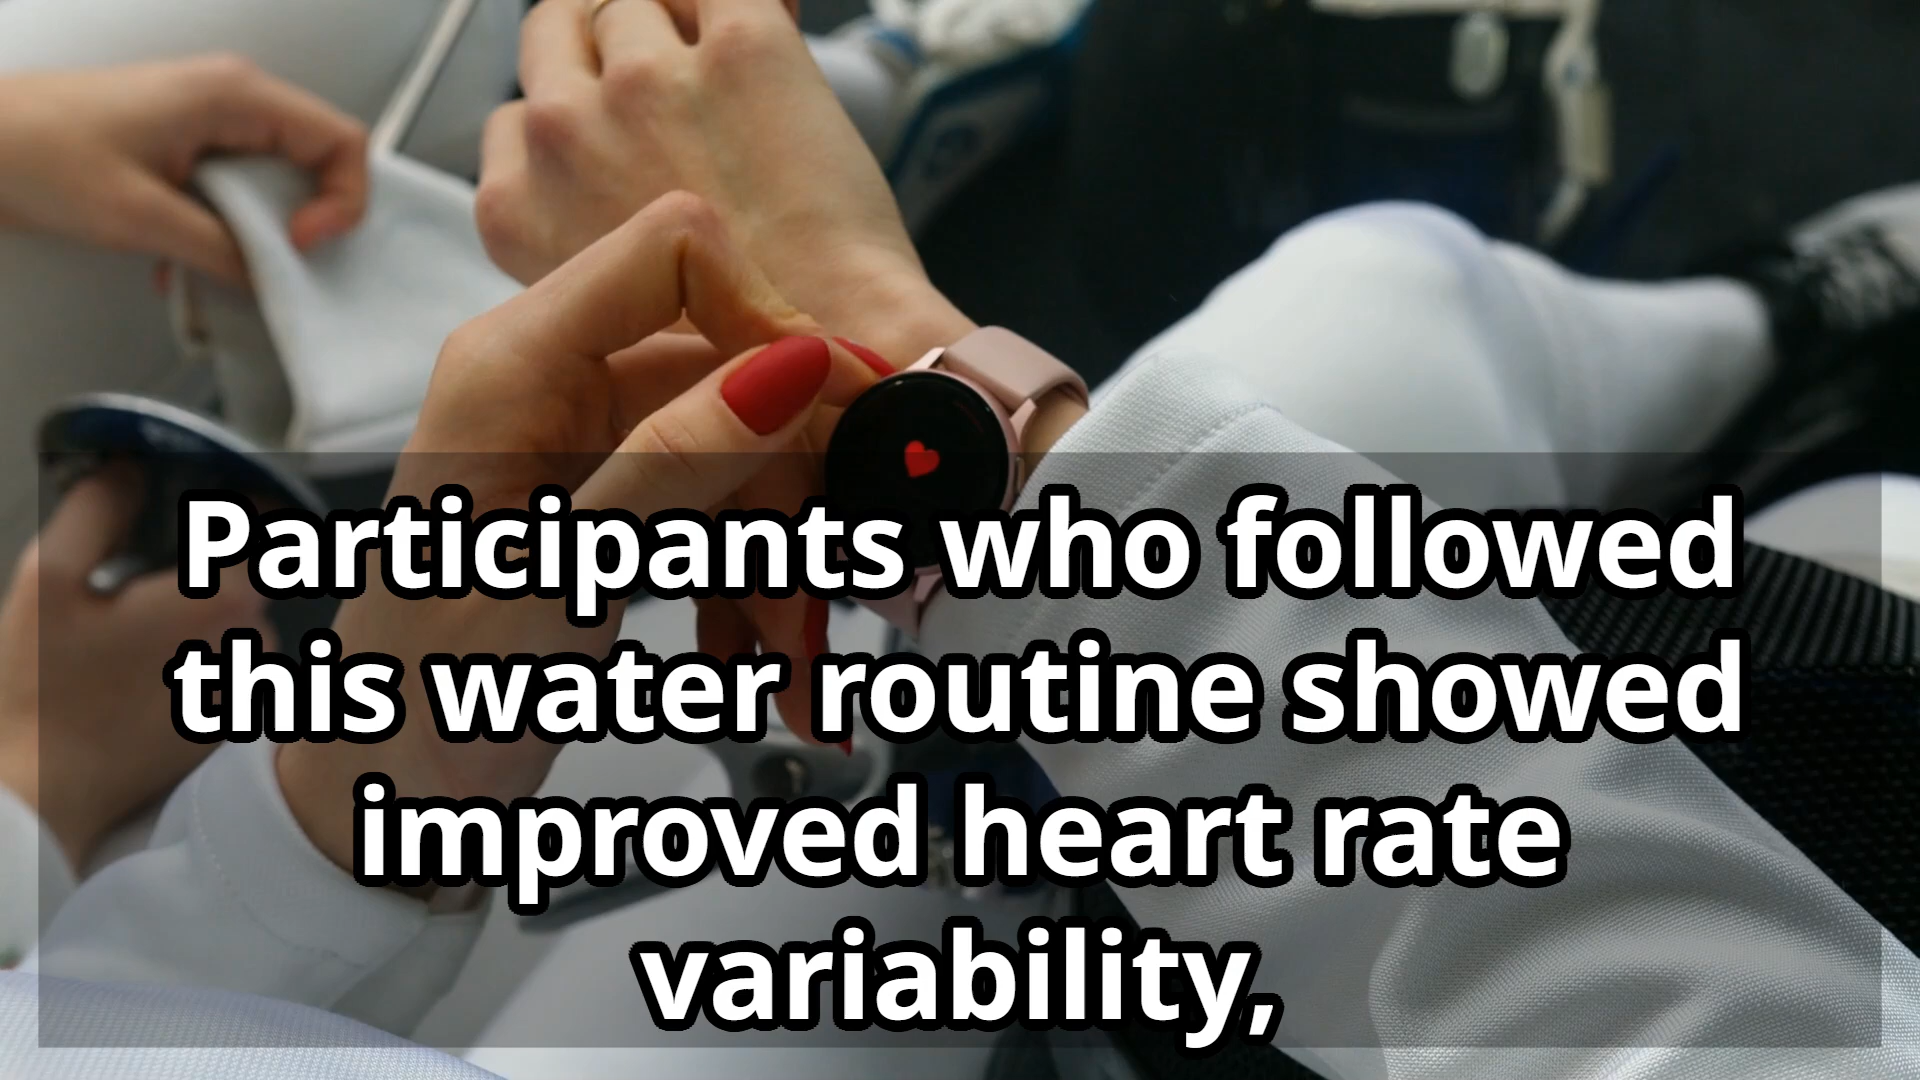 Participants who followed
this water routine showed
improved heart rate
variability,